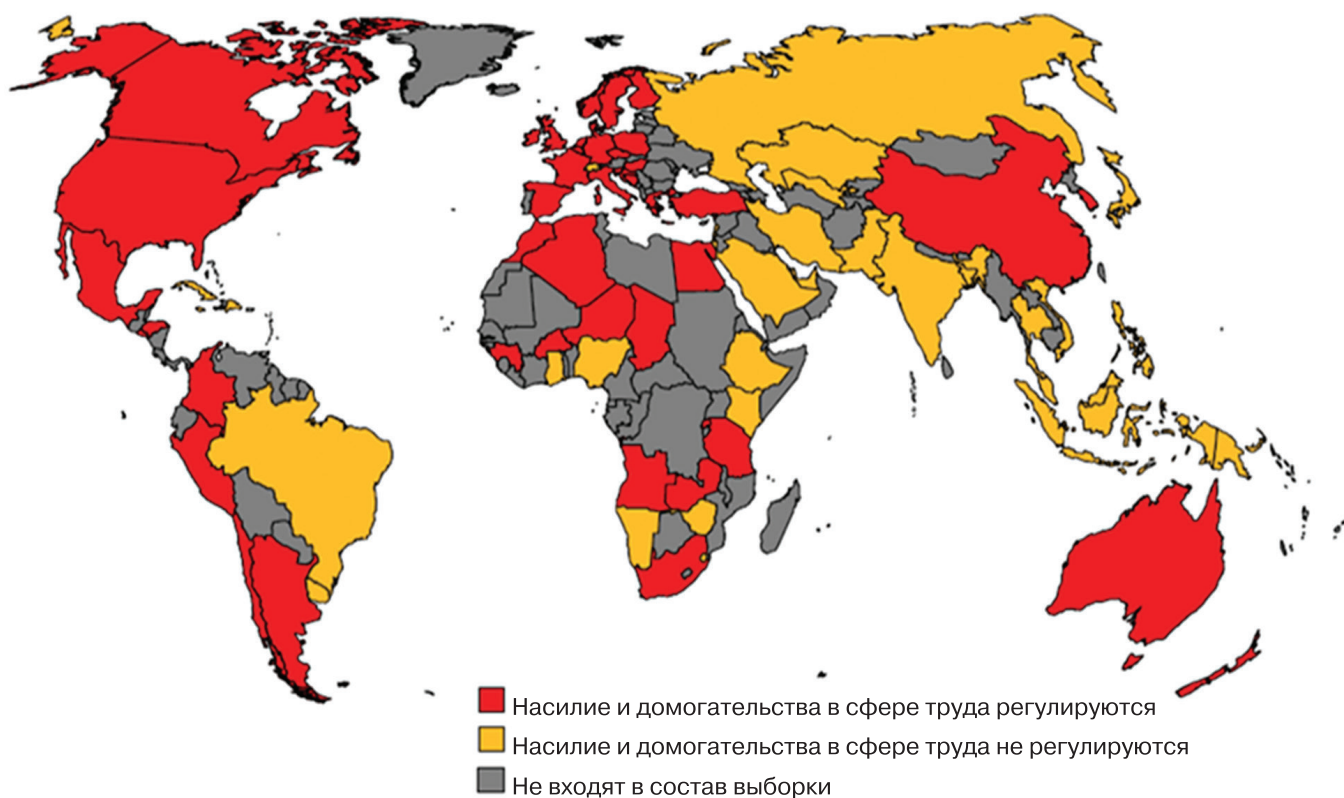 Насилие и домогательства в сфере труда регулируются
Насилие и домогательства в сфере труда не регулируются
Не входят в состав выборки